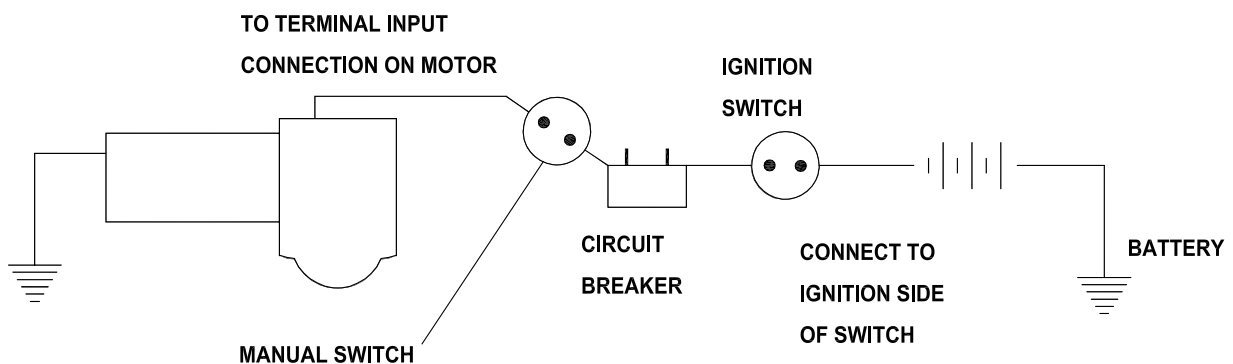 TO TERMINAL INPUT
CONNECTION ON MOTOR
IGNITION
SWITCH
CIRCUIT
BREAKER
CONNECT TO
IGNITION SIDE
OF SWITCH
BATTERY
MANUAL SWITCH